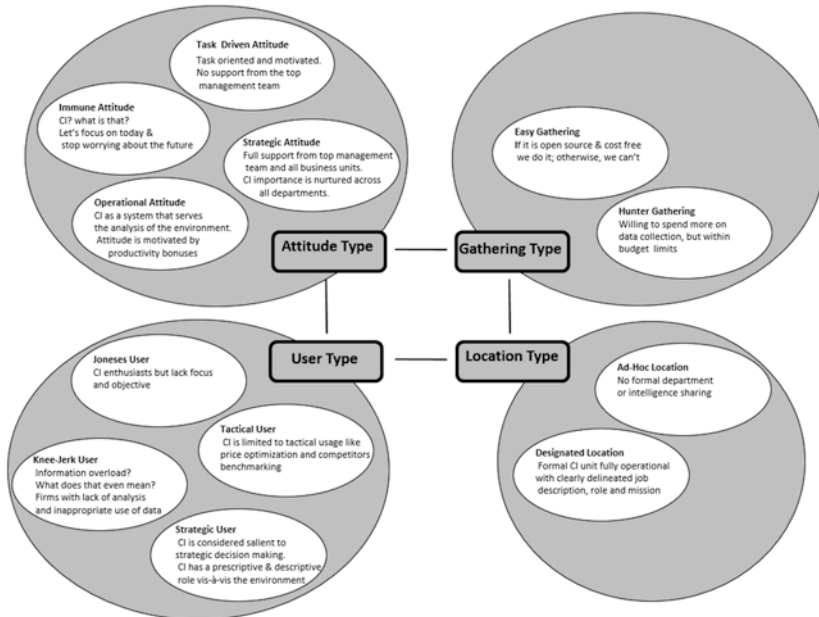 Task Driven Attitude
Task oriented and motivated.
No support from the top
management team
Immune Attitude
CI? what is that?
Let's focus on today &
stop worrying about the future
Strategic Attitude
Full support from top management
team and all business units.
CI importance is nurtured across
all departments.
Operational Attitude
CI as a system that serves
the analysis of the environment.
Attitude is motivated by
productivity bonuses
Attitude Type
Easy Gathering
If it is open source & cost free
we do it; otherwise, we can't
Hunter Gathering
Willing to spend more on
data collection, but within
budget limits
Gathering Type
User Type
Joneses User
CI enthusiasts but lack focus
and objective
Tactical User
CI is limited to tactical usage like
price optimization and competitors
benchmarking
Knee-Jerk User
Information overload?
What does that even mean?
Firms with lack of analysis
and inappropriate use of data
Strategic User
CI is considered salient to
strategic decision making.
CI has a prescriptive & descriptive
role vis-à-vis the environment
Location Type
Ad-Hoc Location
No formal department
or intelligence sharing
Designated Location
Formal CI unit fully operational
with clearly delineated job
description, role and mission